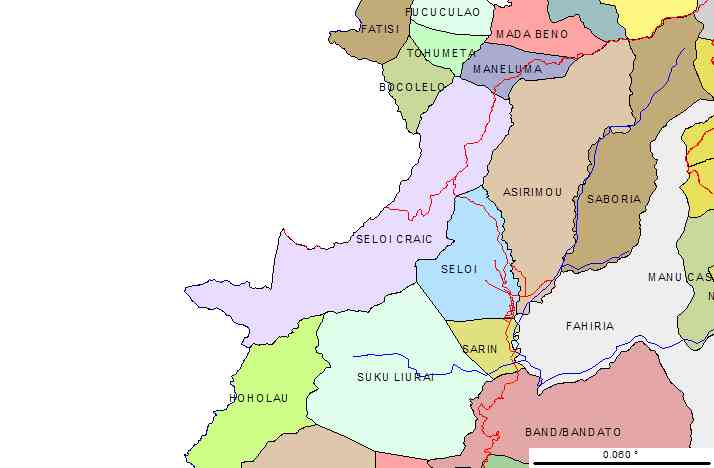 FUCUCULAO
FATISI
MADA BENO
TOHUMETA
MANELUMA
BOCOLELO
ASIRIMOU
SABORIA
SELOI CRAIC
SELOI
MANU CAS
N
FAHIRIA
SARIN
SUKU LIURAI
HOHOLAU
BAND/BANDATO
0.060 °